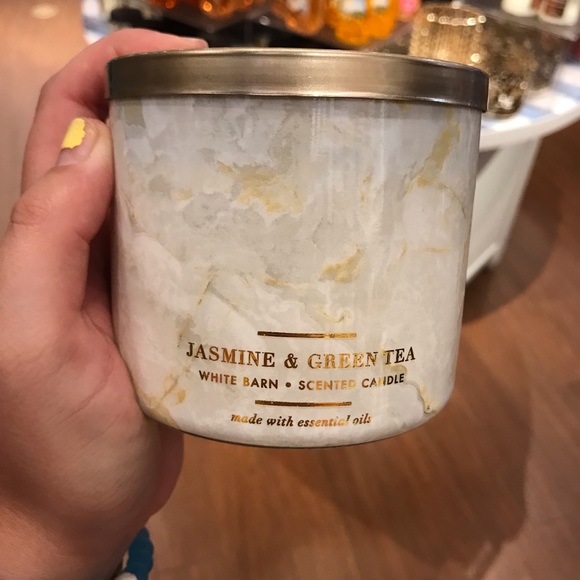 JASMINE & GREEN TEA
WHITE BARN • SCENTED CANDLE
made with essential oils